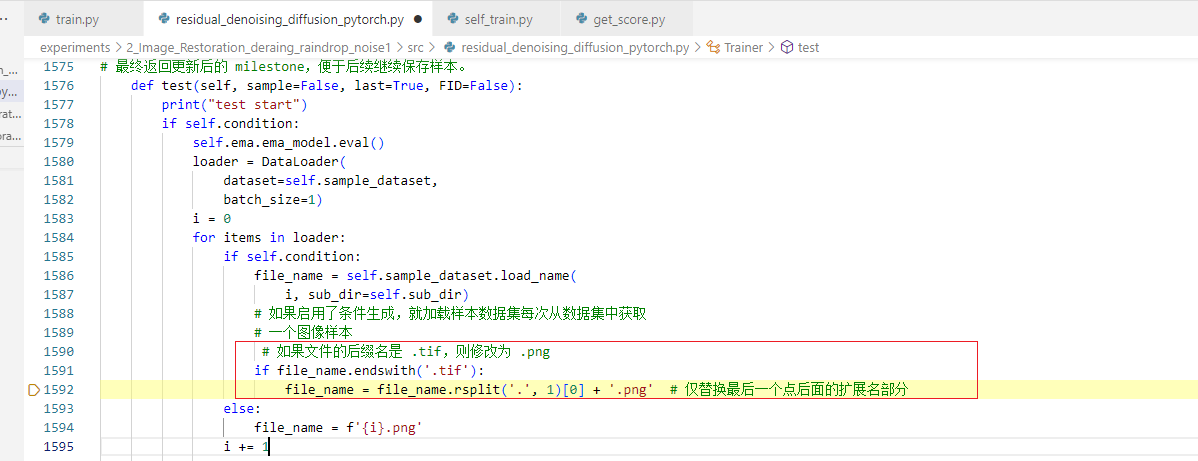 train.py
residual_denoising_diffusion_pytorch.py
self_train.py
get_score.py
experiments > 2_Image_Restoration_deraing_raindrop_noise1 > src > residual_denoising_diffusion_pytorch.py > Trainer > test
1575 # 最终返回更新后的 milestone，便于后续继续保存样本。
1576 def test(self, sample=False, last=True, FID=False):
1577 print("test start")
1578 if self.condition:
1579 self.ema.ema_model.eval()
1580 loader = DataLoader(
1581 dataset=self.sample_dataset,
1582 batch_size=1)
1583 i = 0
1584 for items in loader:
1585 if self.condition:
1586 file_name = self.sample_dataset.load_name(
1587 i, sub_dir=self.sub_dir)
1588 # 如果启用了条件生成，就加载样本数据集每次从数据集中获取
1589 # 一个图像样本
1590 # 如果文件的后缀名是 .tif，则修改为 .png
1591 if file_name.endswith('.tif'):
1592 file_name = file_name.rsplit('.', 1)[0] + '.png' # 仅替换最后一个点后面的扩展名部分
1593 else:
1594 file_name = f'{i}.png'
1595 i += 1